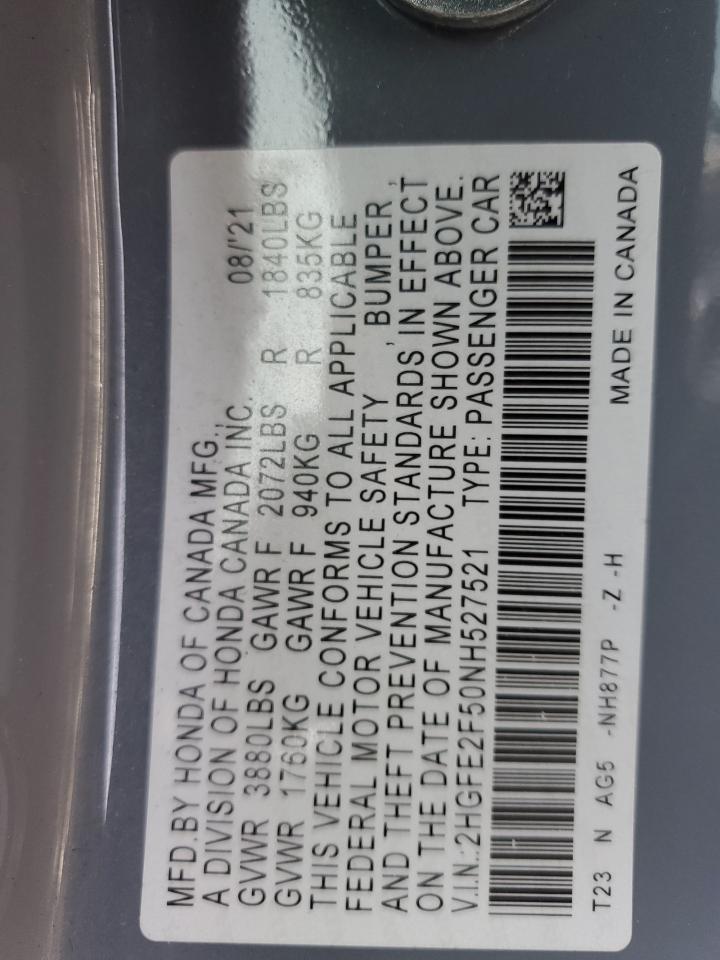 MFD.BY HONDA OF CANADA MFG.,
A DIVISION OF HONDA CANADA INC. 08/'21
GVWR 3880LBS GAWR F 2072LBS R 1840LBS
GVWR 1760KG GAWR F 940KG R 835KG
THIS VEHICLE CONFORMS TO ALL APPLICABLE
FEDERAL MOTOR VEHICLE SAFETY , BUMPER ,
AND THEFT PREVENTION STANDARDS IN EFFECT
ON THE DATE OF MANUFACTURE SHOWN ABOVE.
V.I.N.:2HGFE2F50NH527521 TYPE: PASSENGER CAR
T23 N AG5 -NH877P -Z -H MADE IN CANADA